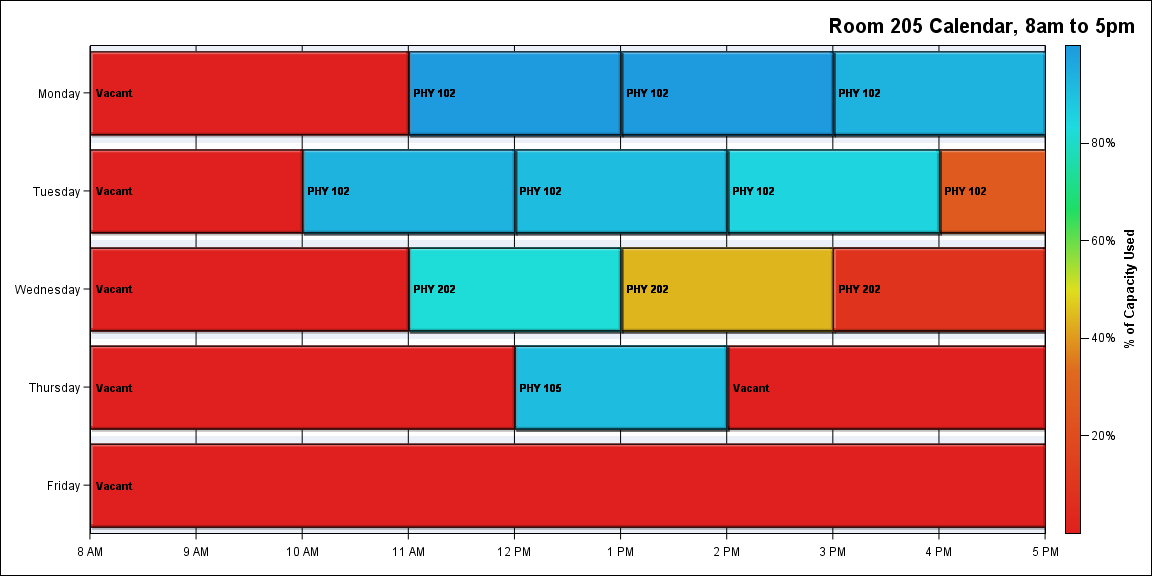 Room 205 Calendar, 8am to 5pm
Monday
Vacant
PHY 102
PHY 102
PHY 102
Tuesday
Vacant
PHY 102
PHY 102
PHY 102
PHY 102
Wednesday
Vacant
PHY 202
PHY 202
PHY 202
Thursday
Vacant
PHY 105
Vacant
Friday
Vacant
8 AM
9 AM
10 AM
11 AM
12 PM
1 PM
2 PM
3 PM
4 PM
5 PM
80%
60%
40%
20%
% of Capacity Used